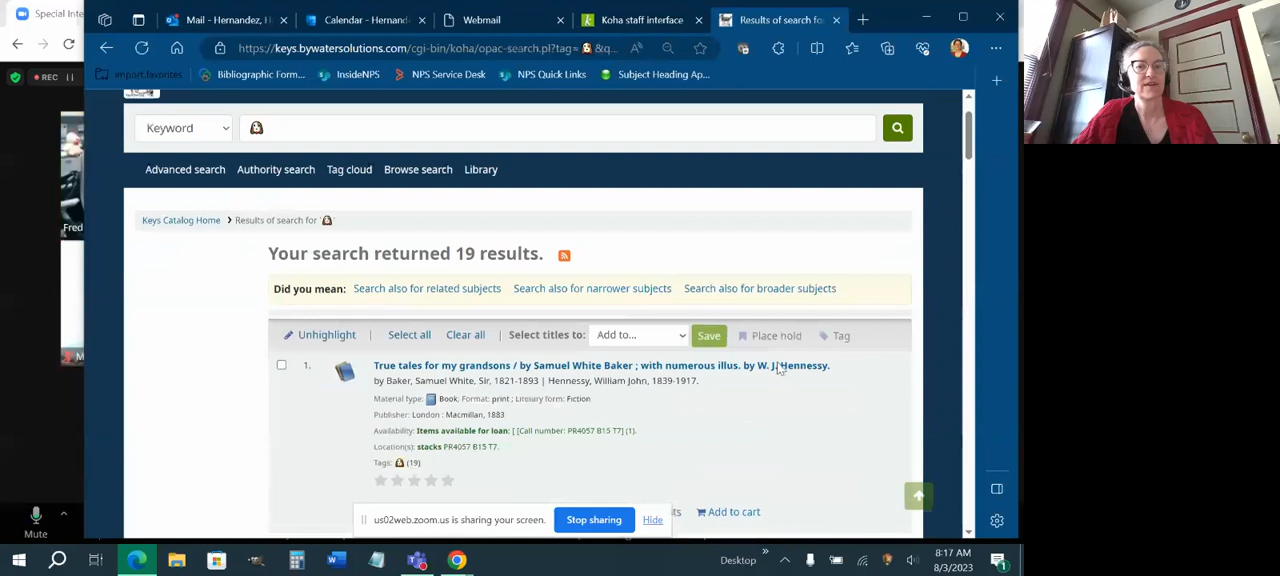 Special Inte
Mail - Hernandez, H
Calendar - Hernand
Webmail
Koha staff interface
Results of search for
https://keys.bywatersolutions.com/cgi-bin/koha/opac-search.pl?tag= &q
REC
import.favorites
Bibliographic Form...
InsideNPS
NPS Service Desk
NPS Quick Links
Subject Heading Ap...
Keyword
Advanced search
Authority search
Tag cloud
Browse search
Library
Keys Catalog Home
Results of search for ' '
Fred
Your search returned 19 results.
Did you mean: Search also for related subjects Search also for narrower subjects Search also for broader subjects
Unhighlight | Select all Clear all | Select titles to: Add to... Save Place hold Tag
1. True tales for my grandsons / by Samuel White Baker ; with numerous illus. by W. J. Hennessy.
by Baker, Samuel White, Sir, 1821-1893 | Hennessy, William John, 1839-1917.
Material type: Book; Format: print ; Literary form: Fiction
Publisher: London : Macmillan, 1883
Availability: Items available for loan: [ [Call number: PR4057 B15 T7] (1).
Location(s): stacks PR4057 B15 T7.
Tags: (19)
ts Add to cart
us02web.zoom.us is sharing your screen. Stop sharing Hide
Mute
Desktop
8:17 AM
8/3/2023
1